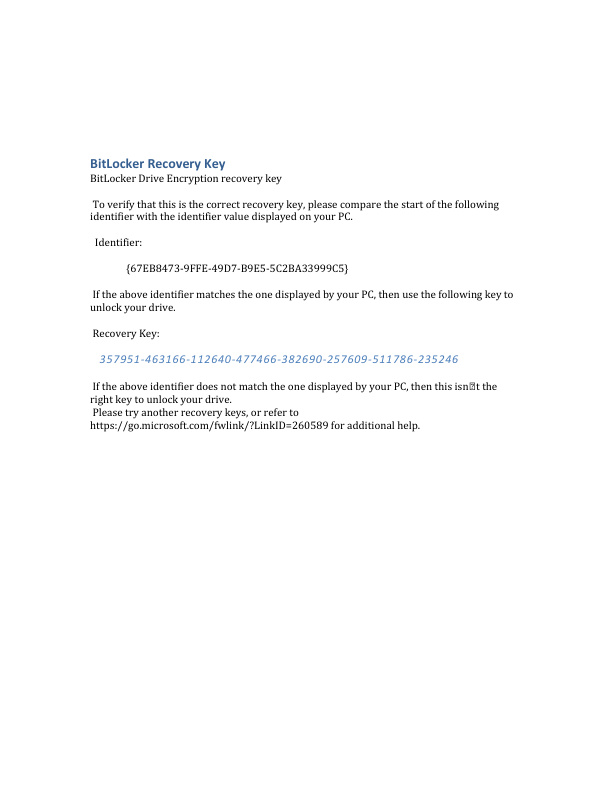 BitLocker Recovery Key
BitLocker Drive Encryption recovery key
To verify that this is the correct recovery key, please compare the start of the following
identifier with the identifier value displayed on your PC.
Identifier:
{67EB8473-9FFE-49D7-B9E5-5C2BA33999C5}
If the above identifier matches the one displayed by your PC, then use the following key to
unlock your drive.
Recovery Key:
357951-463166-112640-477466-382690-257609-511786-235246
If the above identifier does not match the one displayed by your PC, then this isn�t the
right key to unlock your drive.
Please try another recovery keys, or refer to
https://go.microsoft.com/fwlink/?LinkID=260589 for additional help.